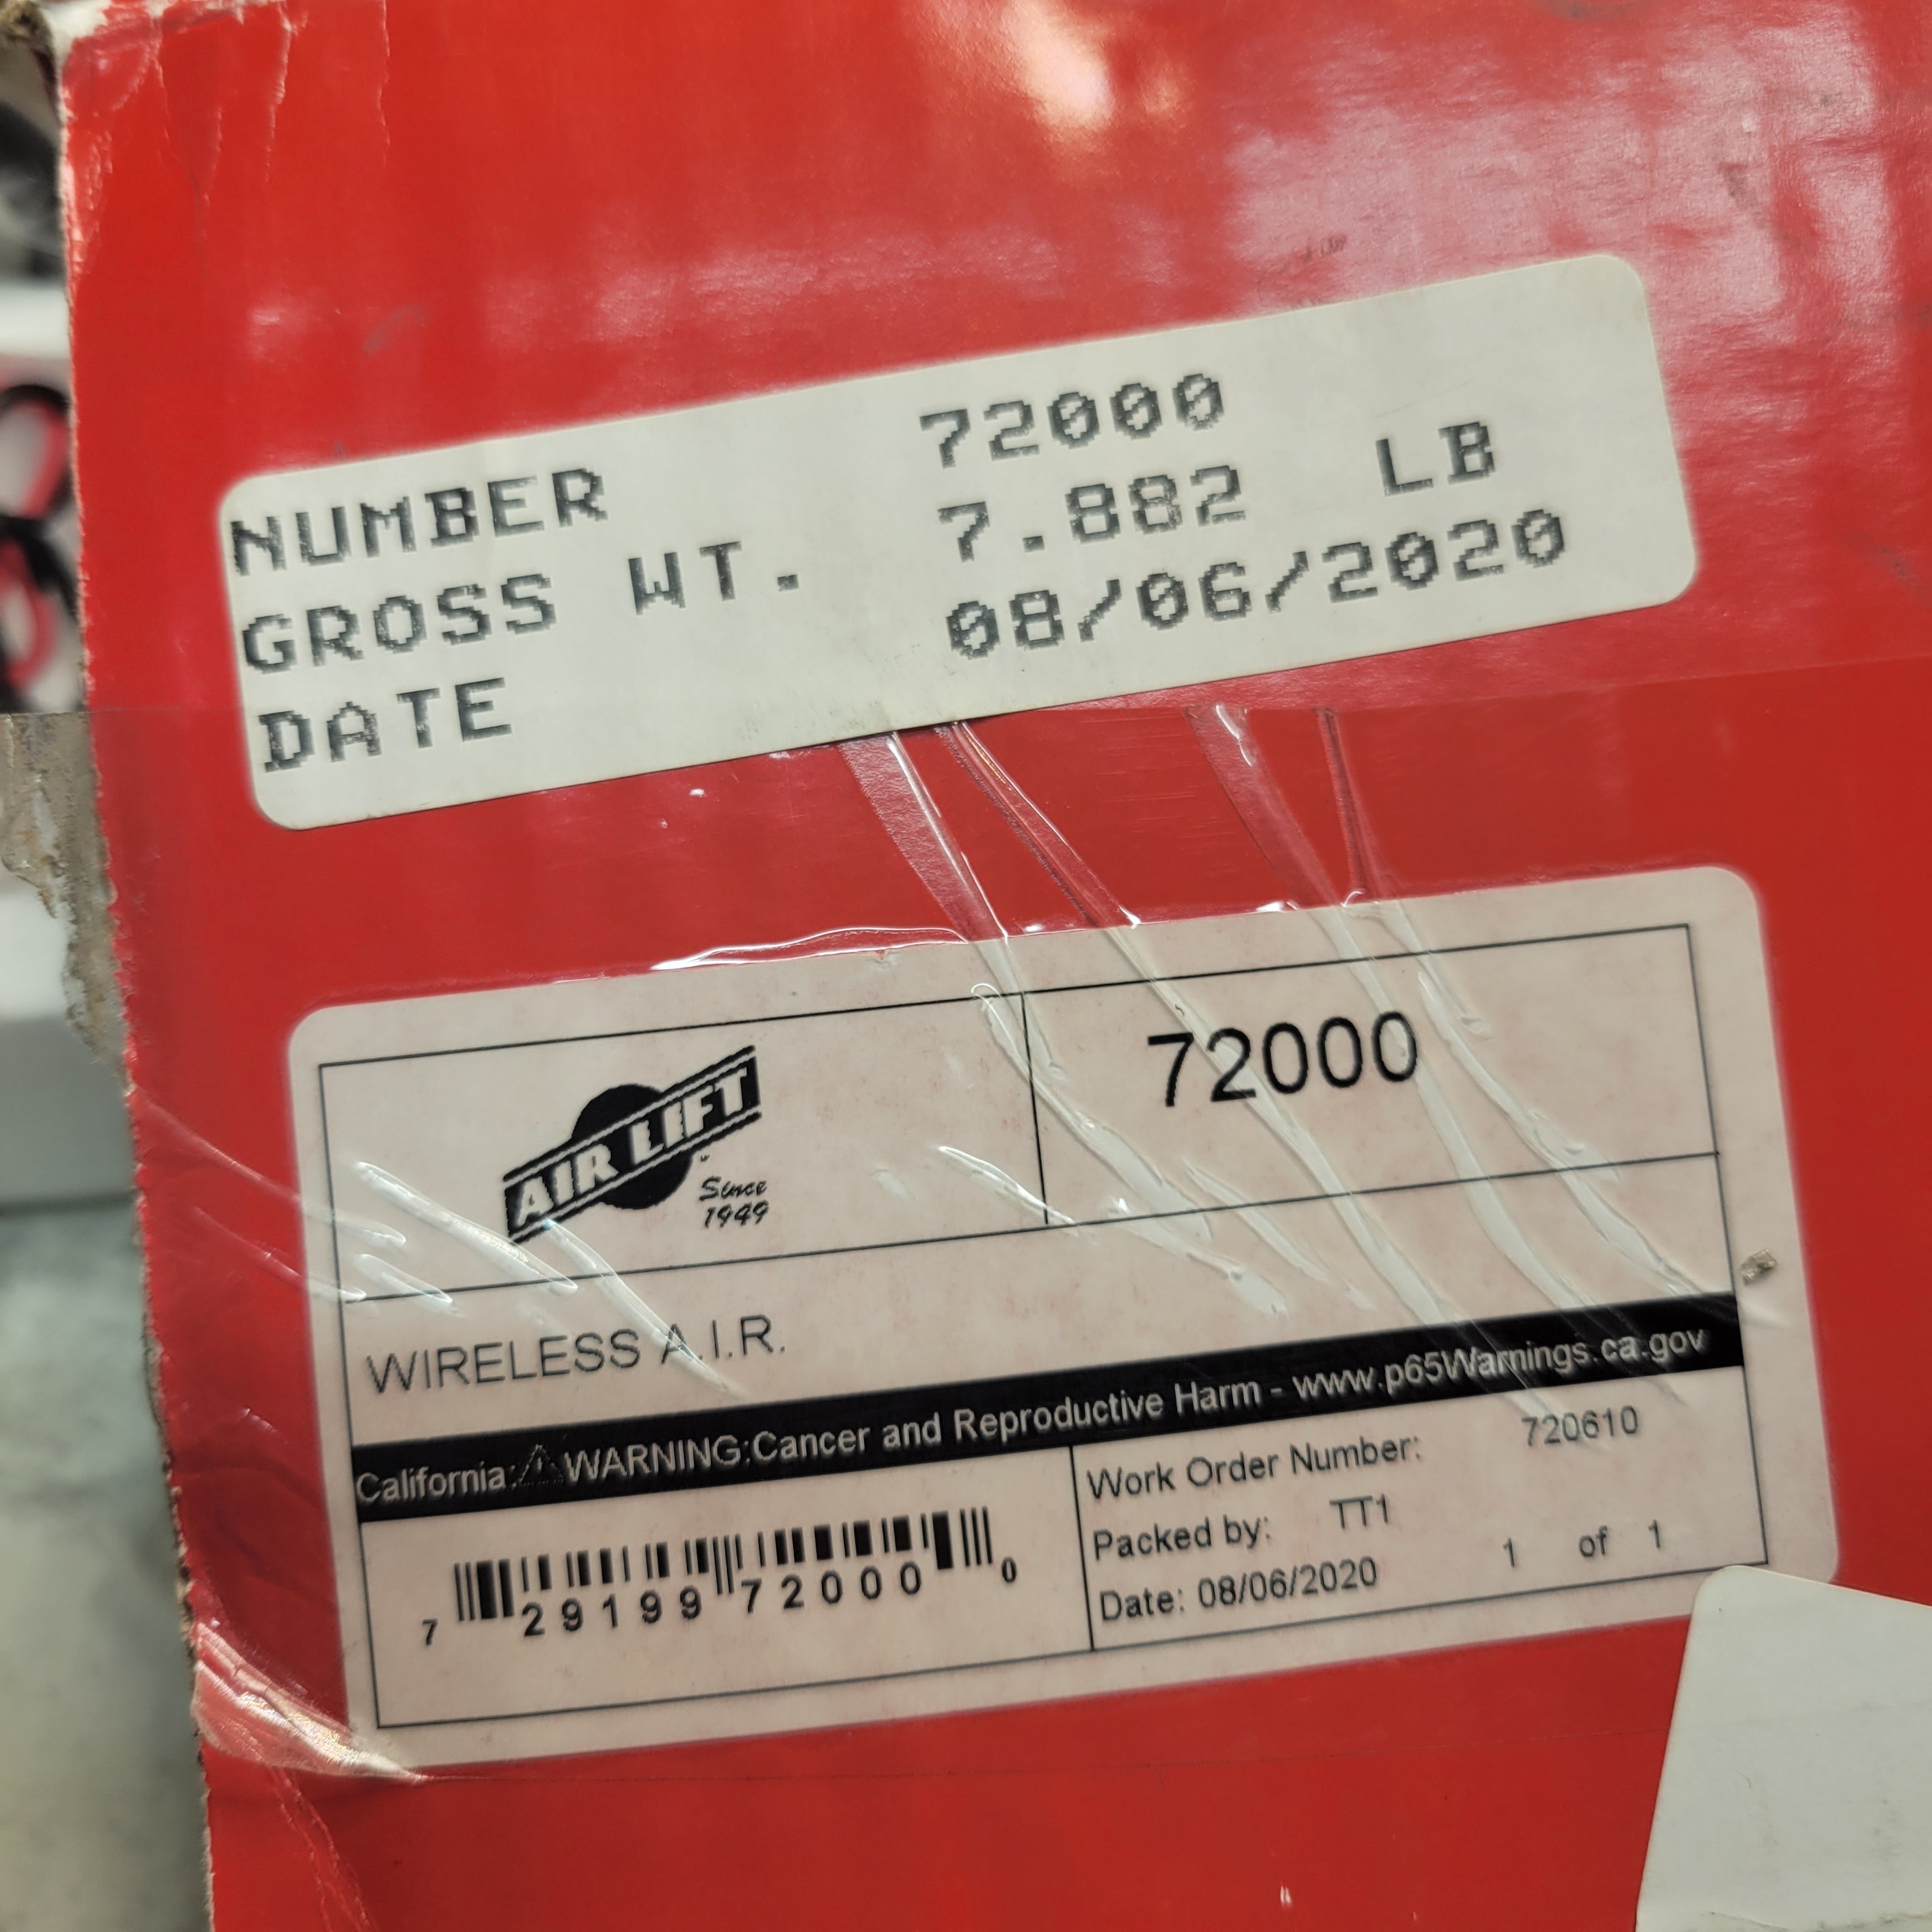 NUMBER 72000
GROSS WT. 7.882 LB
DATE 08/06/2020
AIR LIFT
Since
1949
72000
WIRELESS A.I.R.
California:⚠WARNING:Cancer and Reproductive Harm - www.p65Warnings.ca.gov
7 29199 72000 0
Work Order Number: 720610
Packed by: TT1
Date: 08/06/2020 1 of 1